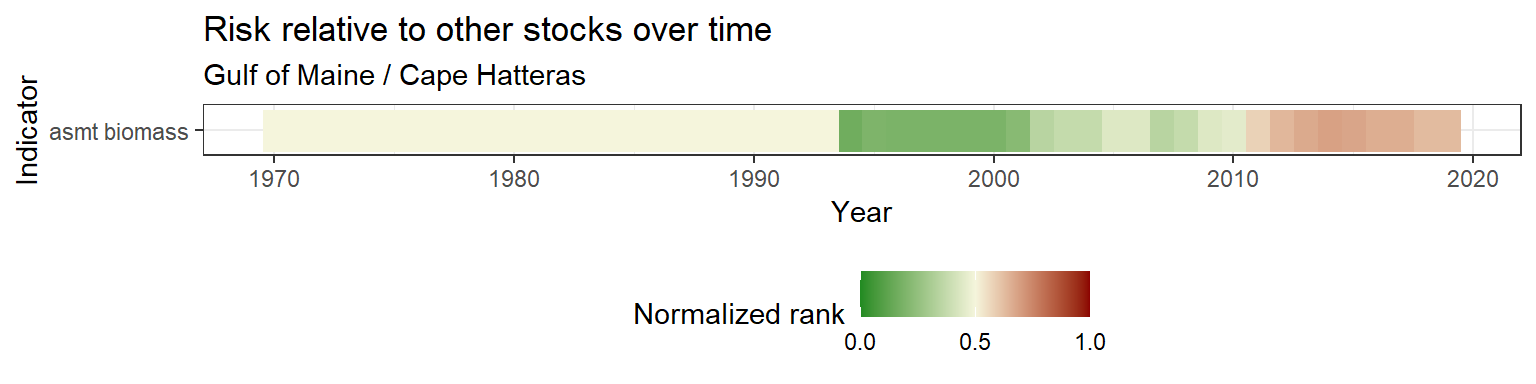 Risk relative to other stocks over time
Gulf of Maine / Cape Hatteras
Indicator
asmt biomass
1970 1980 1990 2000 2010 2020
Year
Normalized rank
0.0 0.5 1.0